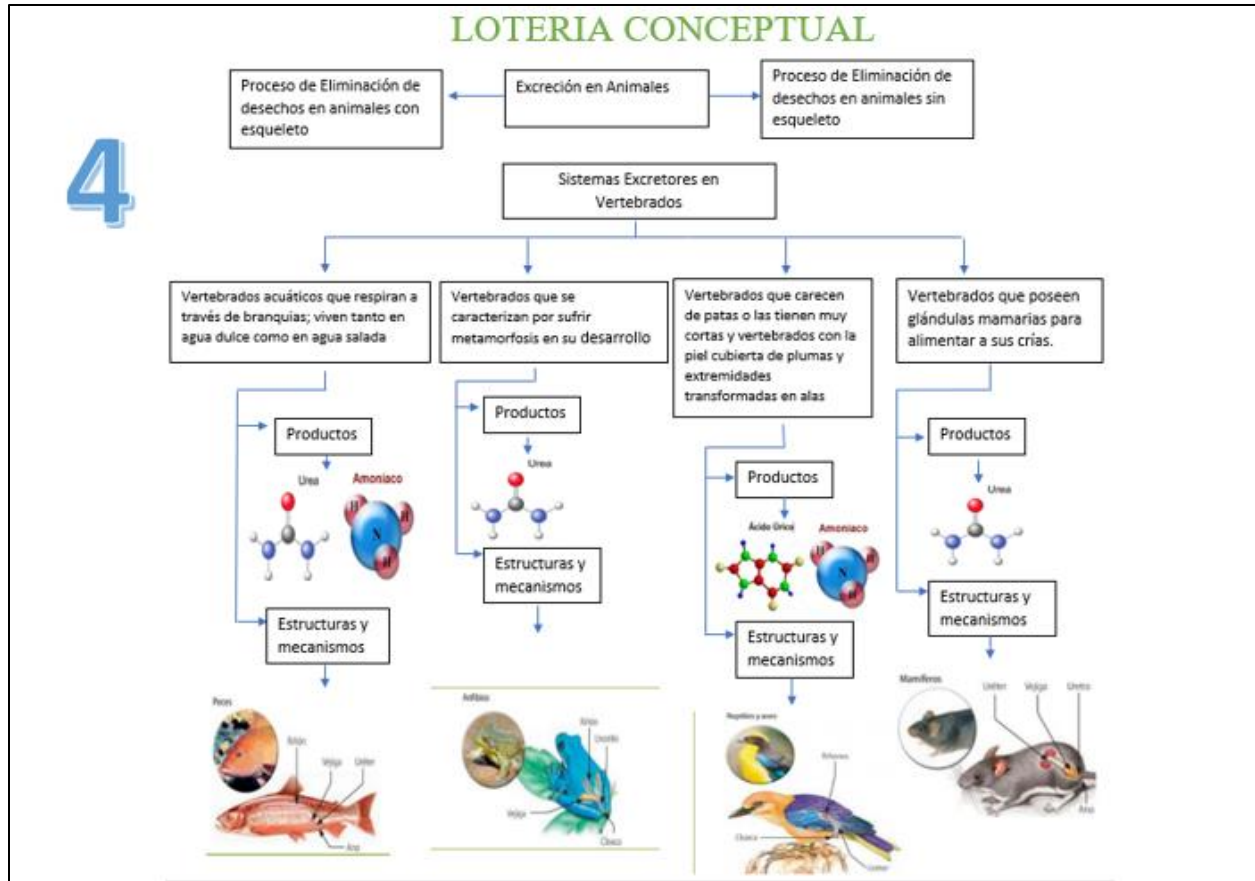 LOTERIA CONCEPTUAL
Proceso de Eliminación de
desechos en animales con
esqueleto
Excreción en Animales
Proceso de Eliminación de
desechos en animales sin
esqueleto
4
Sistemas Excretores en
Vertebrados
Vertebrados acuáticos que respiran a
través de branquias; viven tanto en
agua dulce como en agua salada
Vertebrados que se
caracterizan por sufrir
metamorfosis en su desarrollo
Vertebrados que carecen
de patas o las tienen muy
cortas y vertebrados con la
piel cubierta de plumas y
extremidades
transformadas en alas
Vertebrados que poseen
glándulas mamarias para
alimentar a sus crías.
Productos
Urea
Amoniaco
H
H
N
H
Estructuras y
mecanismos
Peces
Riñón
Vejiga
Uréter
Ano
Productos
Urea
Estructuras y
mecanismos
Anfibios
Vejiga
Cloaca
Productos
Ácido Úrico
Amoniaco
H
H
N
H
Estructuras y
mecanismos
Reptiles y aves
Riñones
Cloaca
Uréter
Productos
Urea
Estructuras y
mecanismos
Mamíferos
Uréter
Vejiga
Uretra
Ano